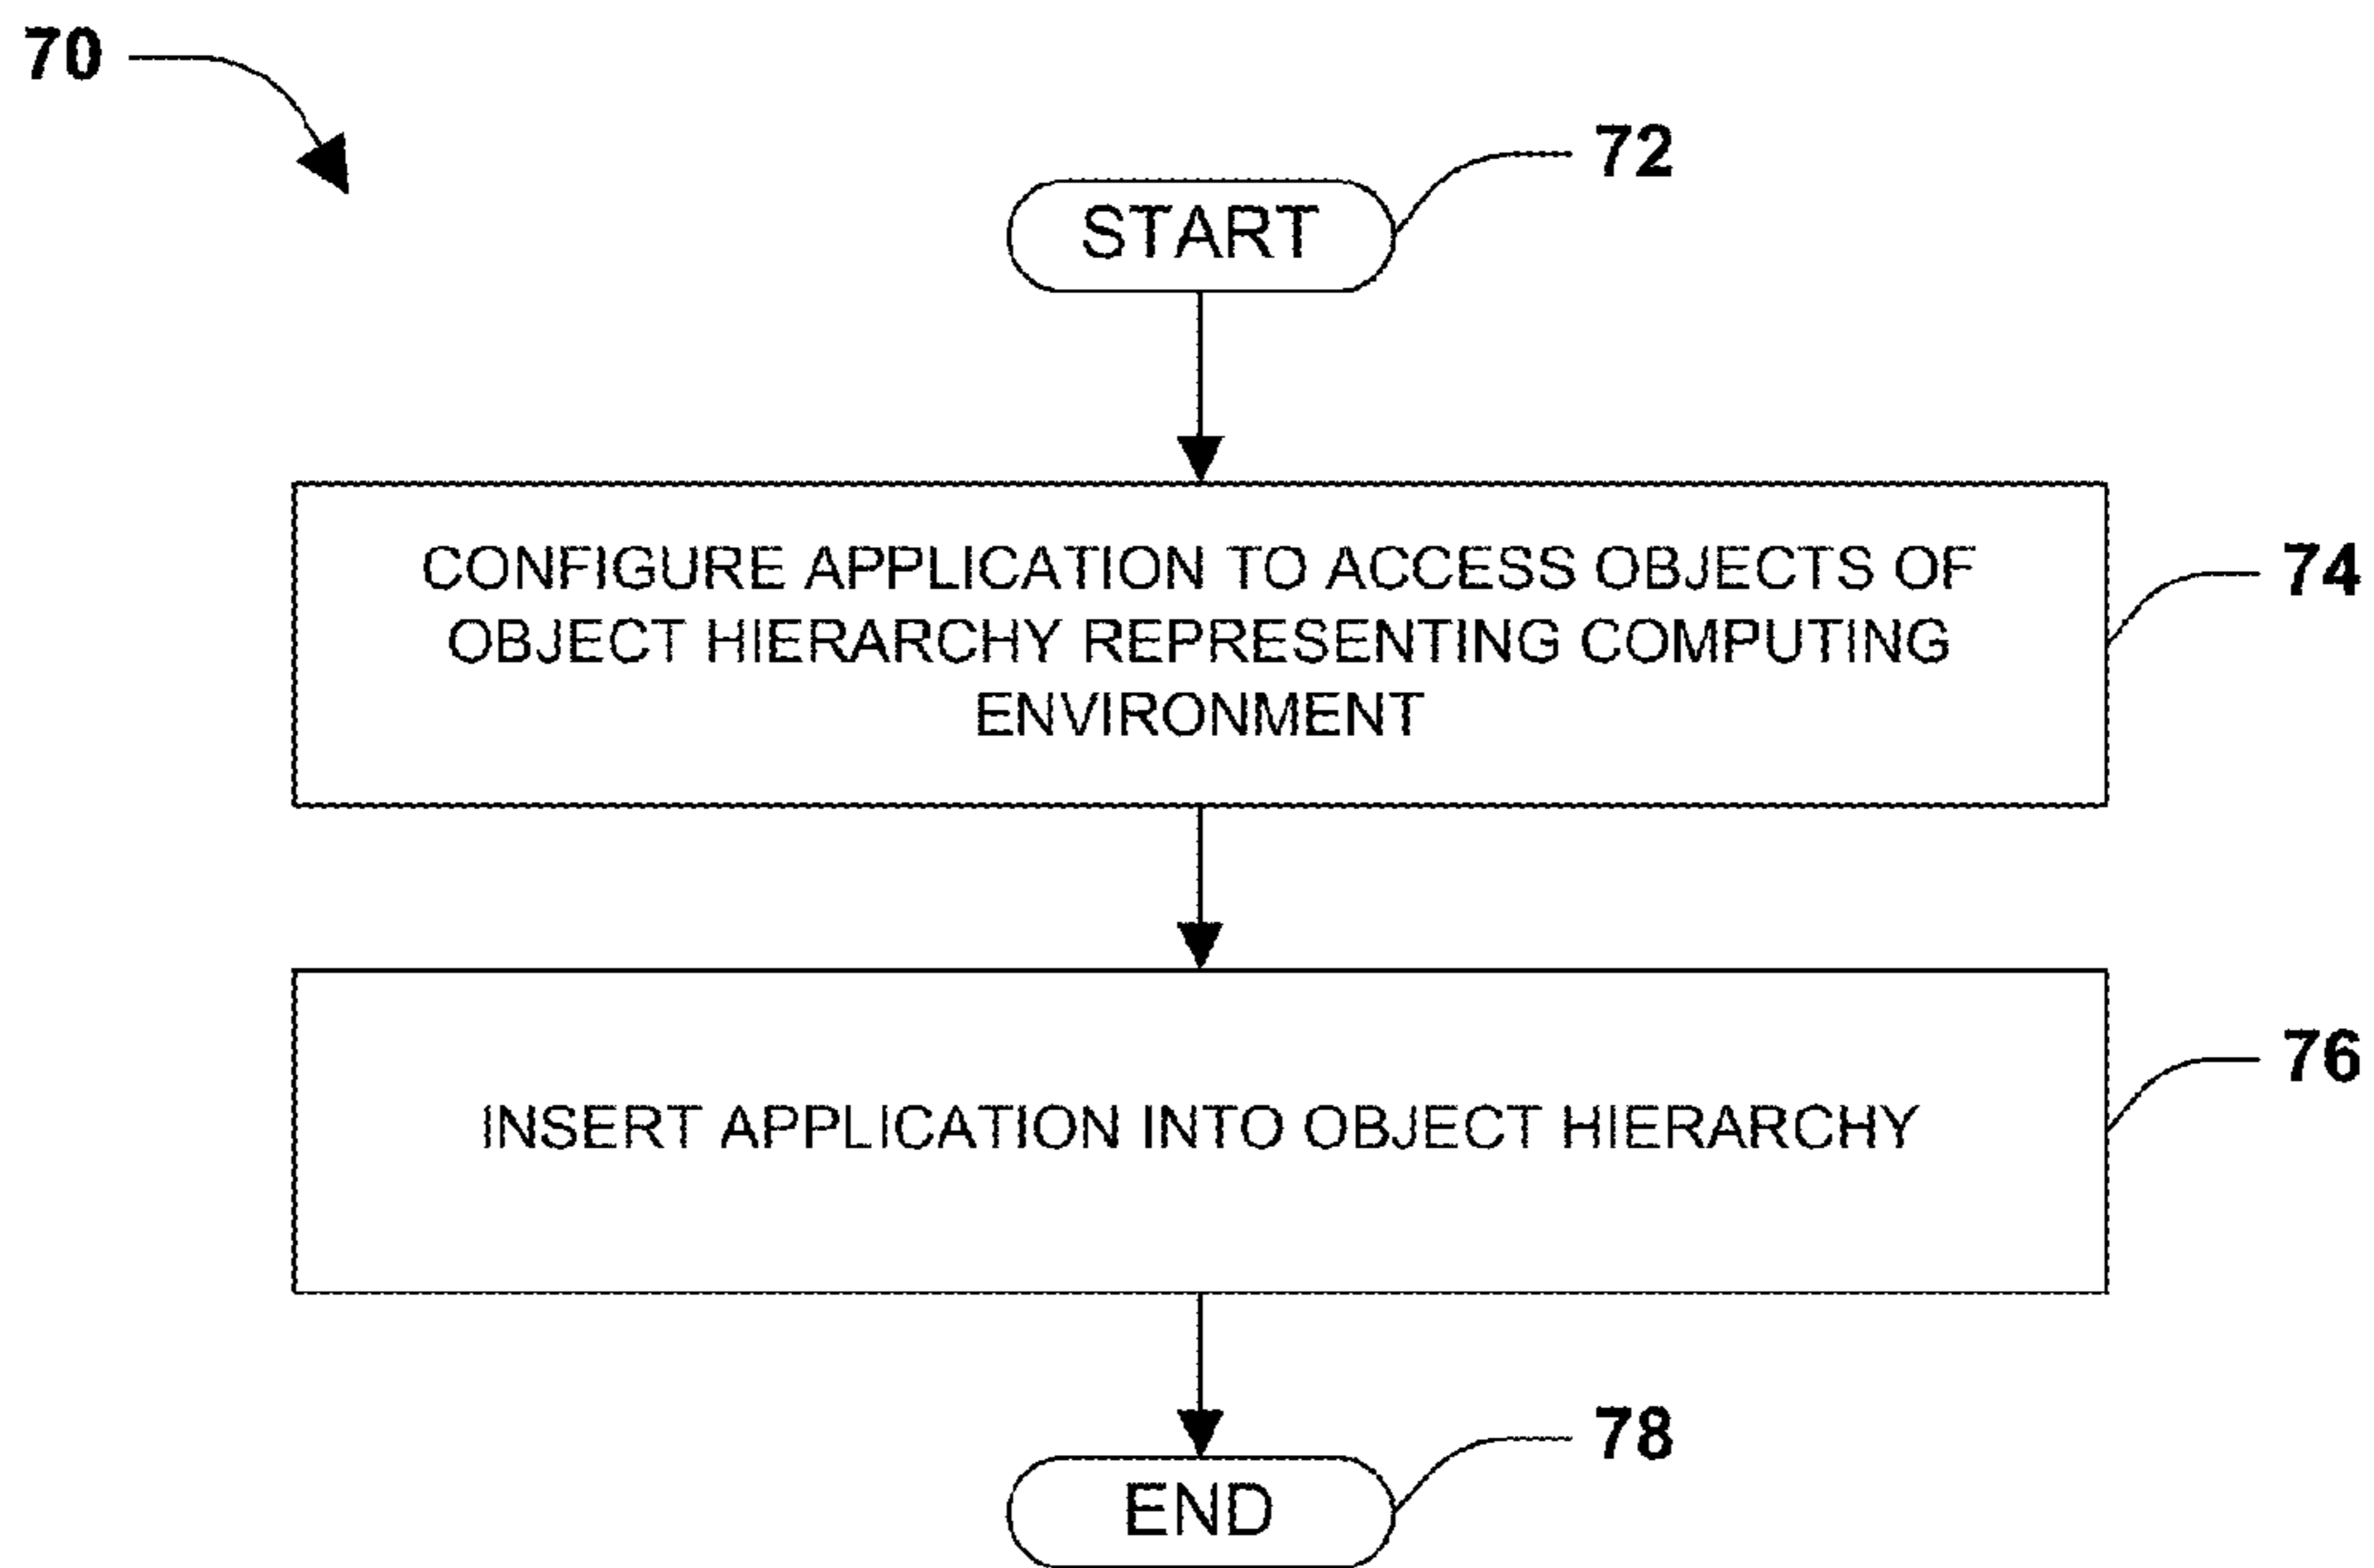 70
72
START
CONFIGURE APPLICATION TO ACCESS OBJECTS OF
OBJECT HIERARCHY REPRESENTING COMPUTING
ENVIRONMENT
74
INSERT APPLICATION INTO OBJECT HIERARCHY
76
78
END